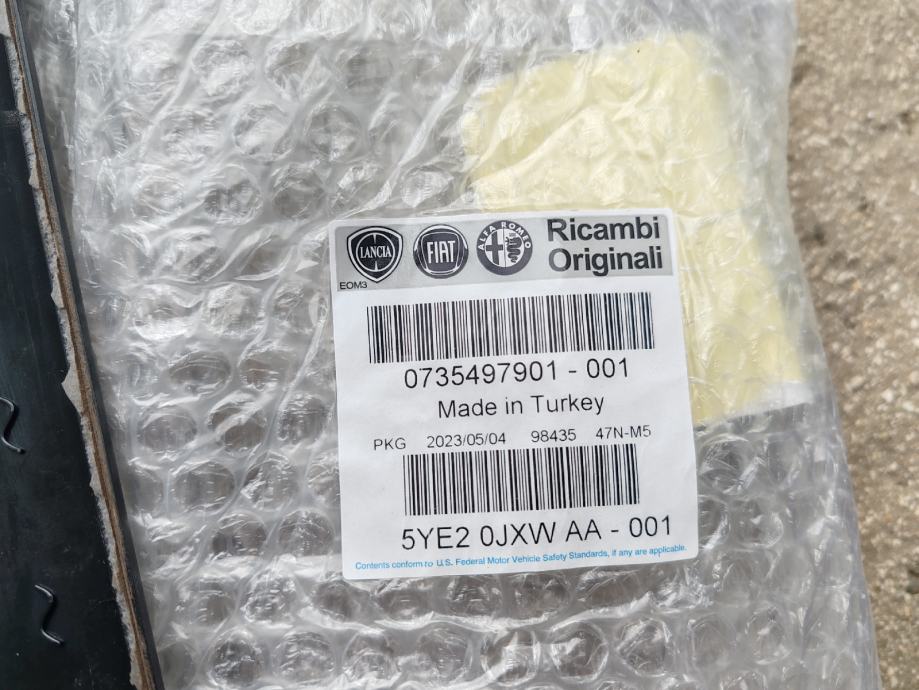 LANCIA
FIAT
ALFA ROMEO
Ricambi
Originali
EOM3
0735497901 - 001
Made in Turkey
PKG 2023/05/04 98435 47N-M5
5YE2 0JXW AA - 001
Contents conform to U.S. Federal Motor Vehicle Safety Standards, if any are applicable.